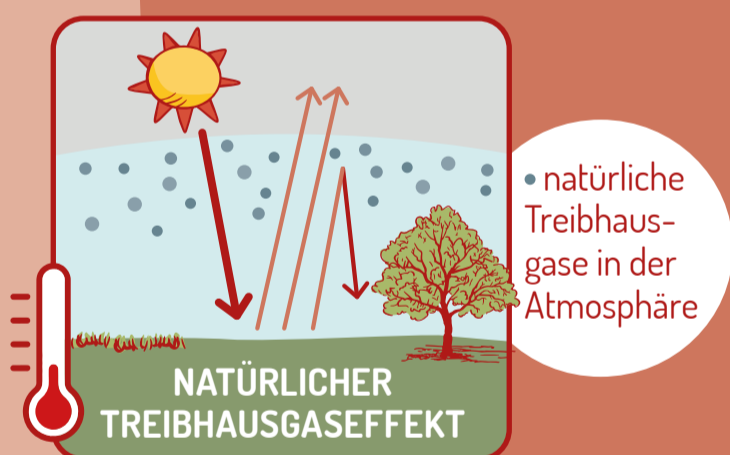 • natürliche
Treibhaus-
gase in der
Atmosphäre
NATÜRLICHER
TREIBHAUSGASEFFEKT